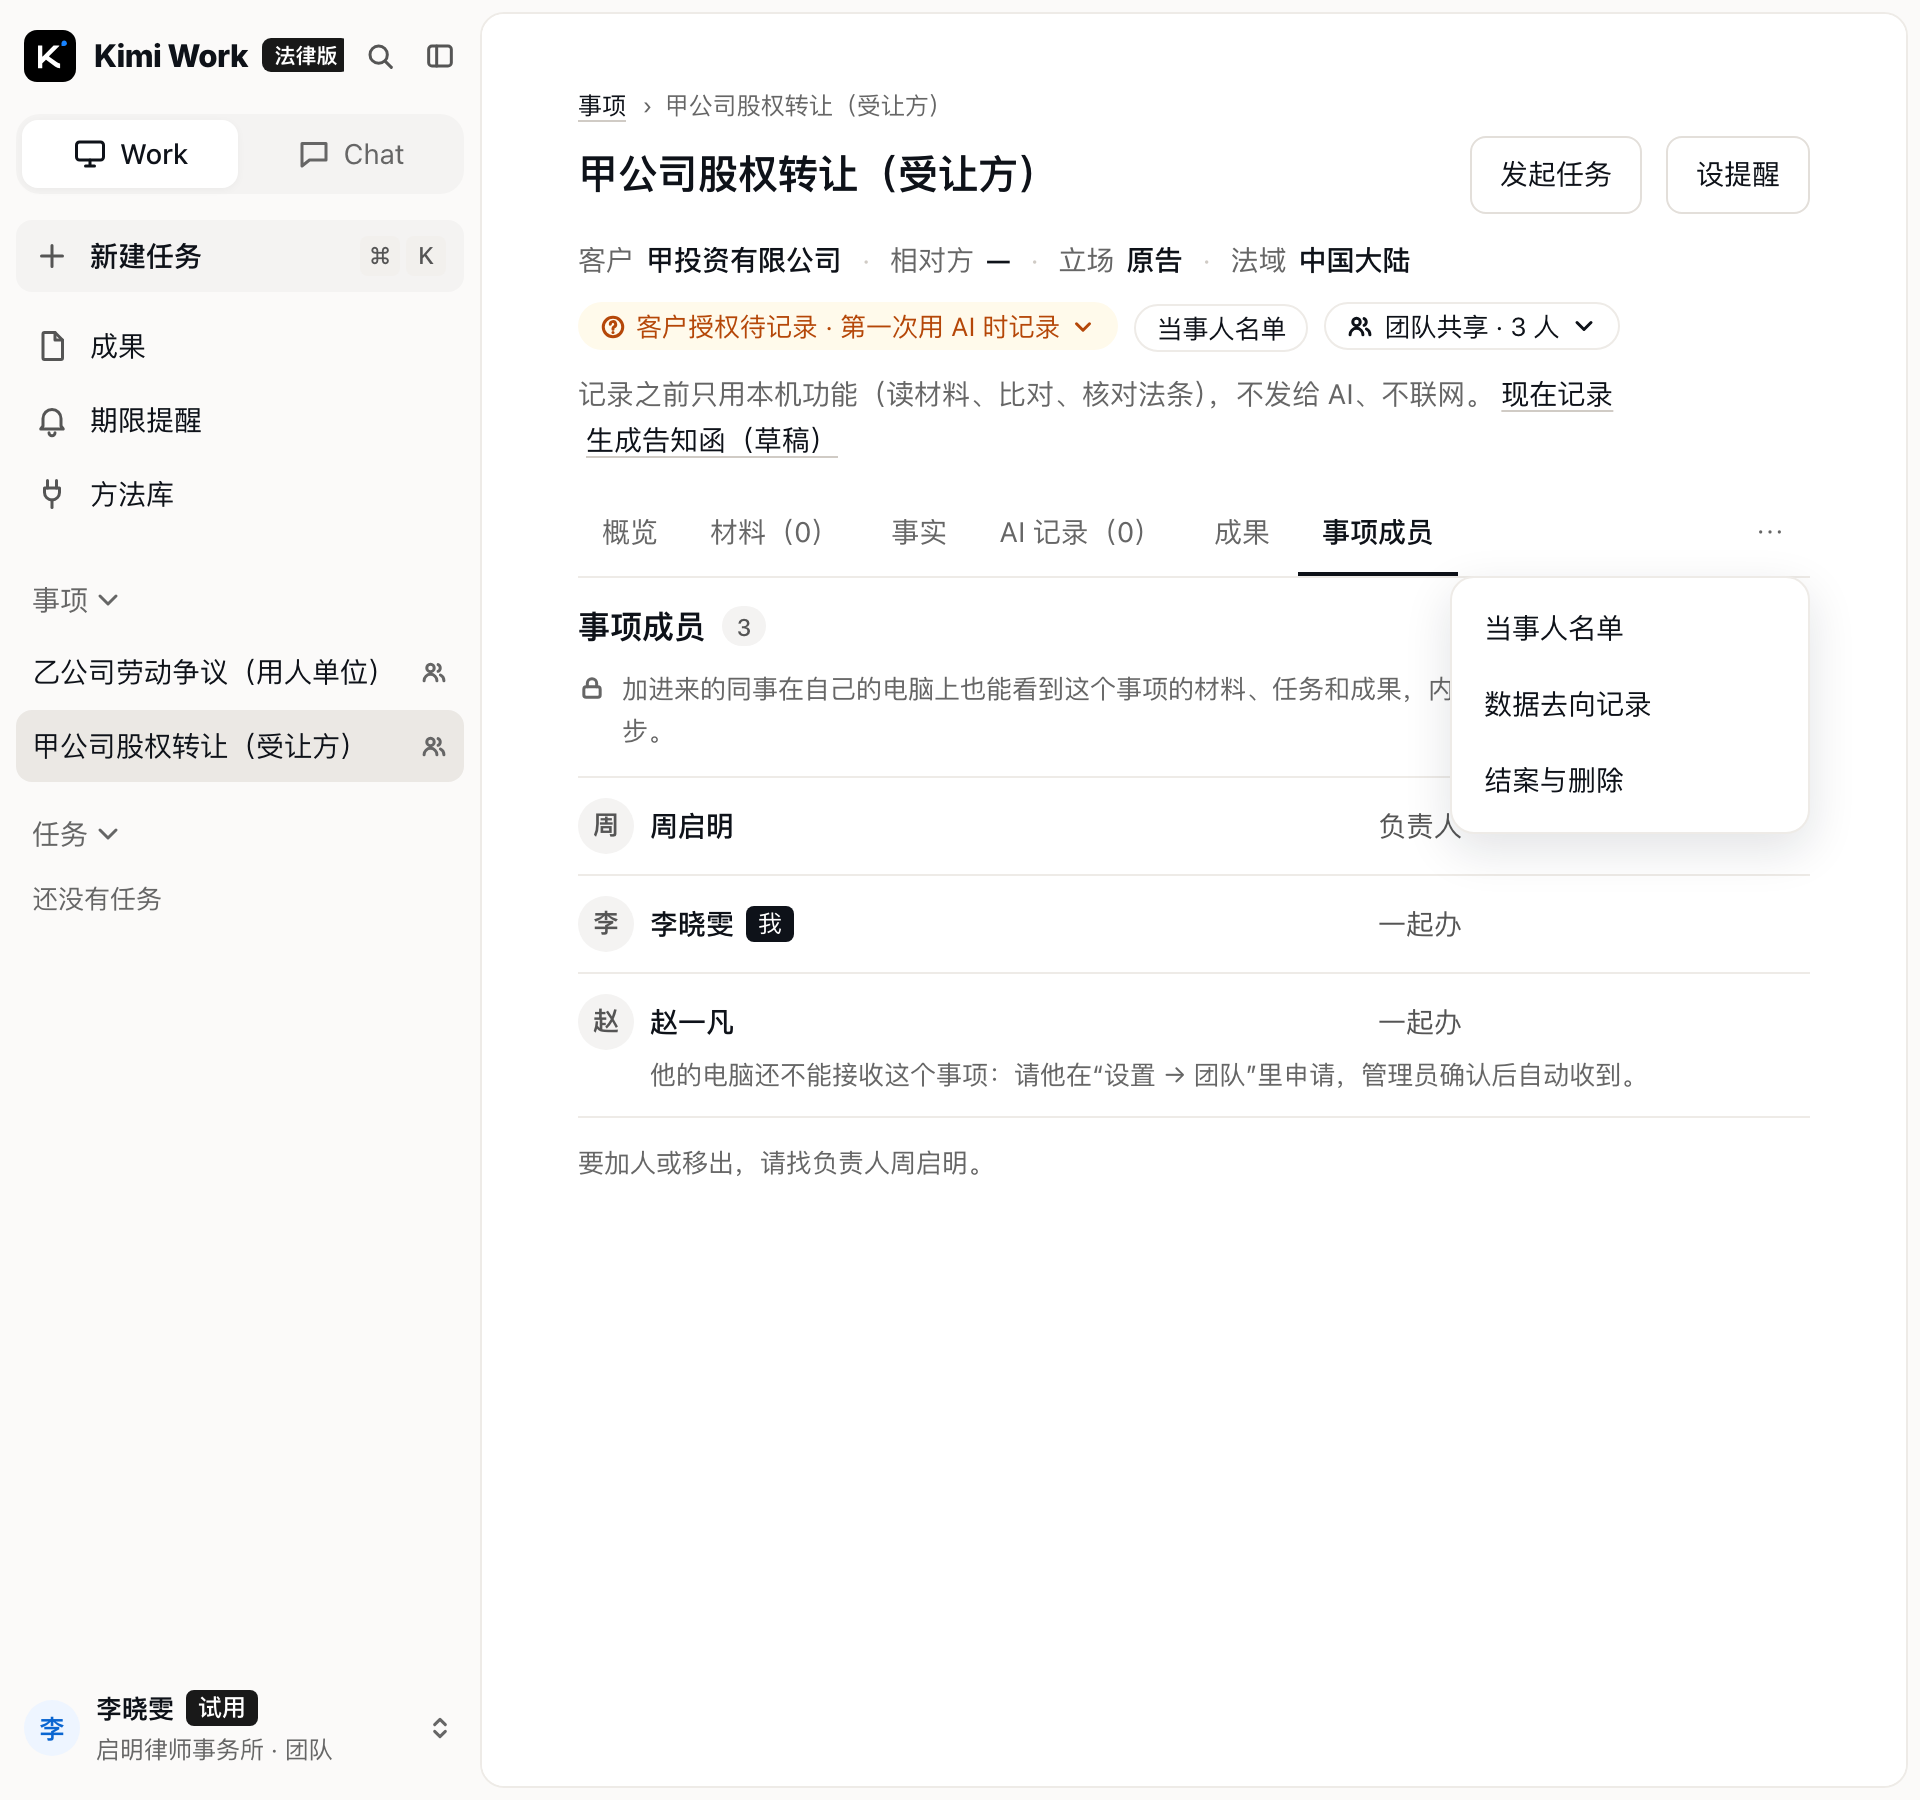 Kimi Work 法律版
Work
Chat
新建任务 ⌘ K
成果
期限提醒
方法库
事项
乙公司劳动争议（用人单位）
甲公司股权转让（受让方）
任务
还没有任务
李 李晓雯 试用
启明律师事务所 · 团队
事项 › 甲公司股权转让（受让方）
甲公司股权转让（受让方）
发起任务
设提醒
客户 甲投资有限公司 · 相对方 — · 立场 原告 · 法域 中国大陆
客户授权待记录 · 第一次用 AI 时记录
当事人名单
团队共享 · 3 人
记录之前只用本机功能（读材料、比对、核对法条），不发给 AI、不联网。 现在记录
生成告知函（草稿）
概览 材料（0） 事实 AI 记录（0） 成果 事项成员 ···
当事人名单
数据去向记录
结案与删除
事项成员 3
加进来的同事在自己的电脑上也能看到这个事项的材料、任务和成果，内
步。
周 周启明 负责人
李 李晓雯 我 一起办
赵 赵一凡 一起办
他的电脑还不能接收这个事项：请他在“设置 → 团队”里申请，管理员确认后自动收到。
要加人或移出，请找负责人周启明。